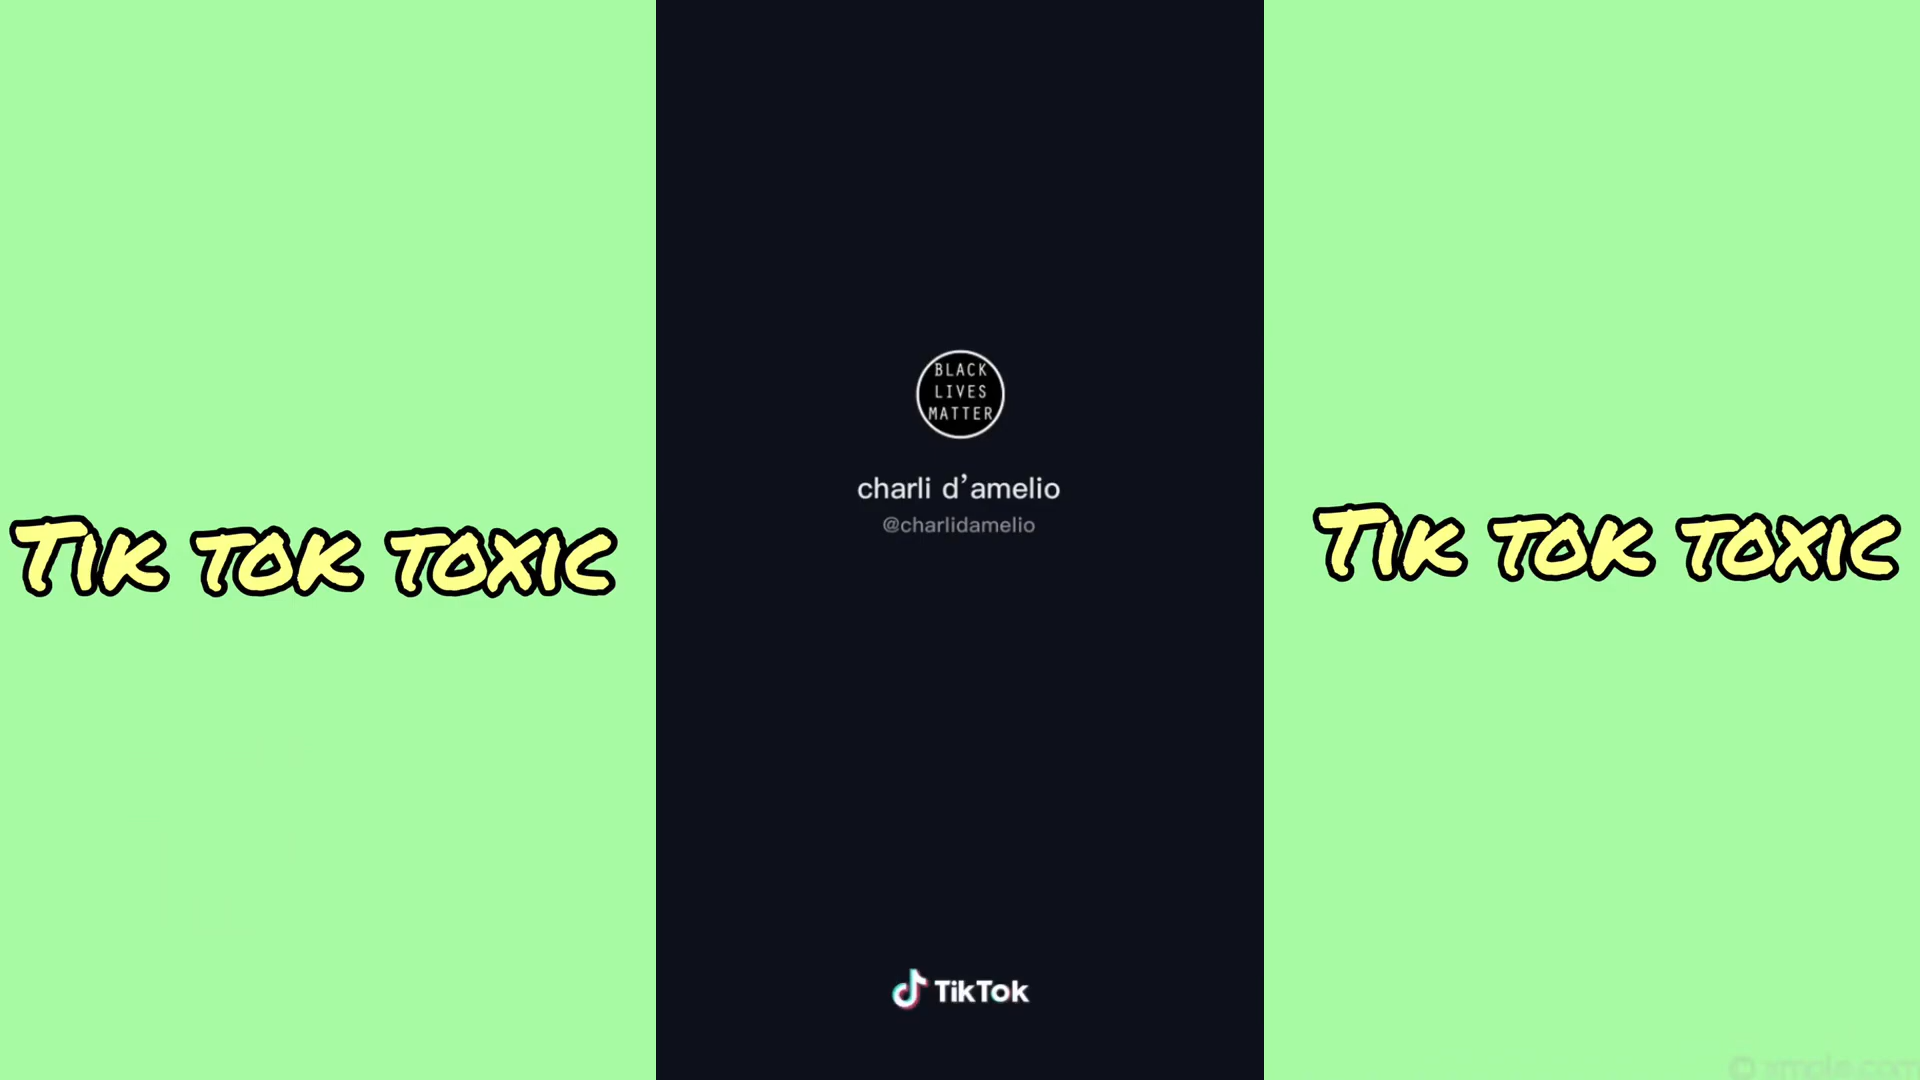 BLACK
LIVES
MATTER
charli d’amelio
@charlidamelio
Tik tok toxic
Tik tok toxic
TikTok